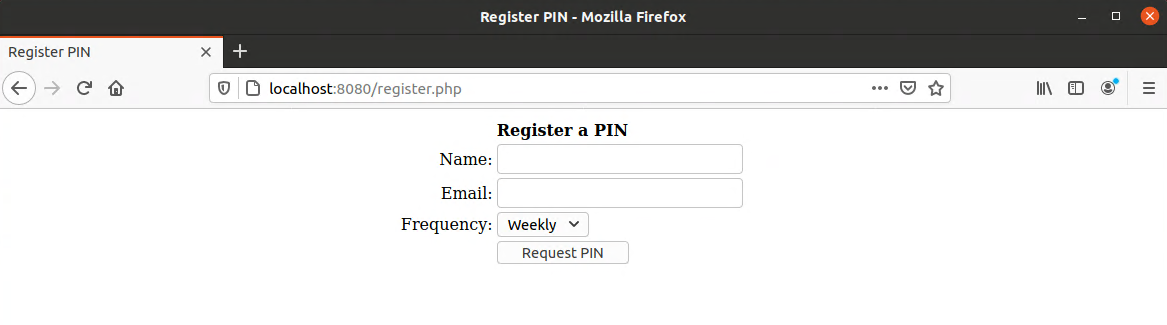 Register PIN - Mozilla Firefox
Register PIN
localhost:8080/register.php
Register a PIN
Name:
Email:
Frequency: Weekly
Request PIN